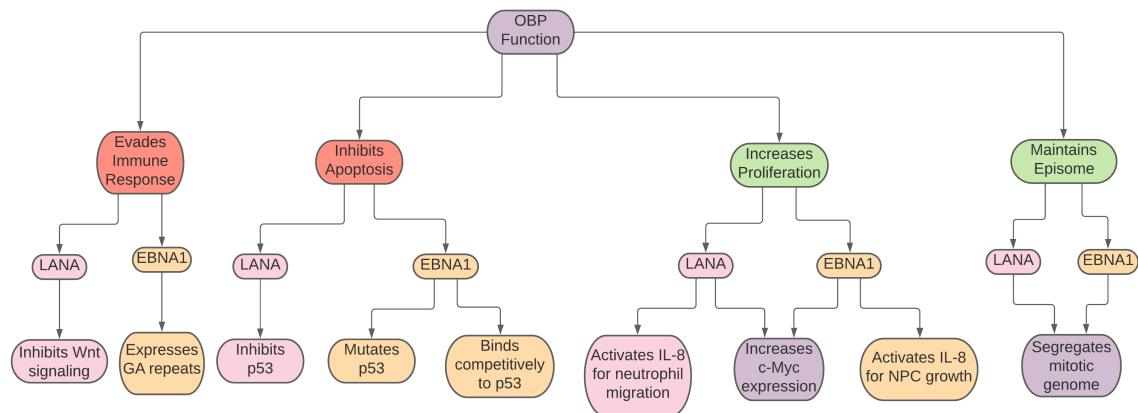 OBP
Function
Evades
Immune
Response
Inhibits
Apoptosis
Increases
Proliferation
Maintains
Episome
LANA
EBNA1
LANA
EBNA1
LANA
EBNA1
LANA
EBNA1
Inhibits Wnt
signaling
Expresses
GA repeats
Inhibits
p53
Mutates
p53
Binds
competitively
to p53
Activates IL-8
for neutrophil
migration
Increases
c-Myc
expression
Activates IL-8
for NPC growth
Segregates
mitotic
genome